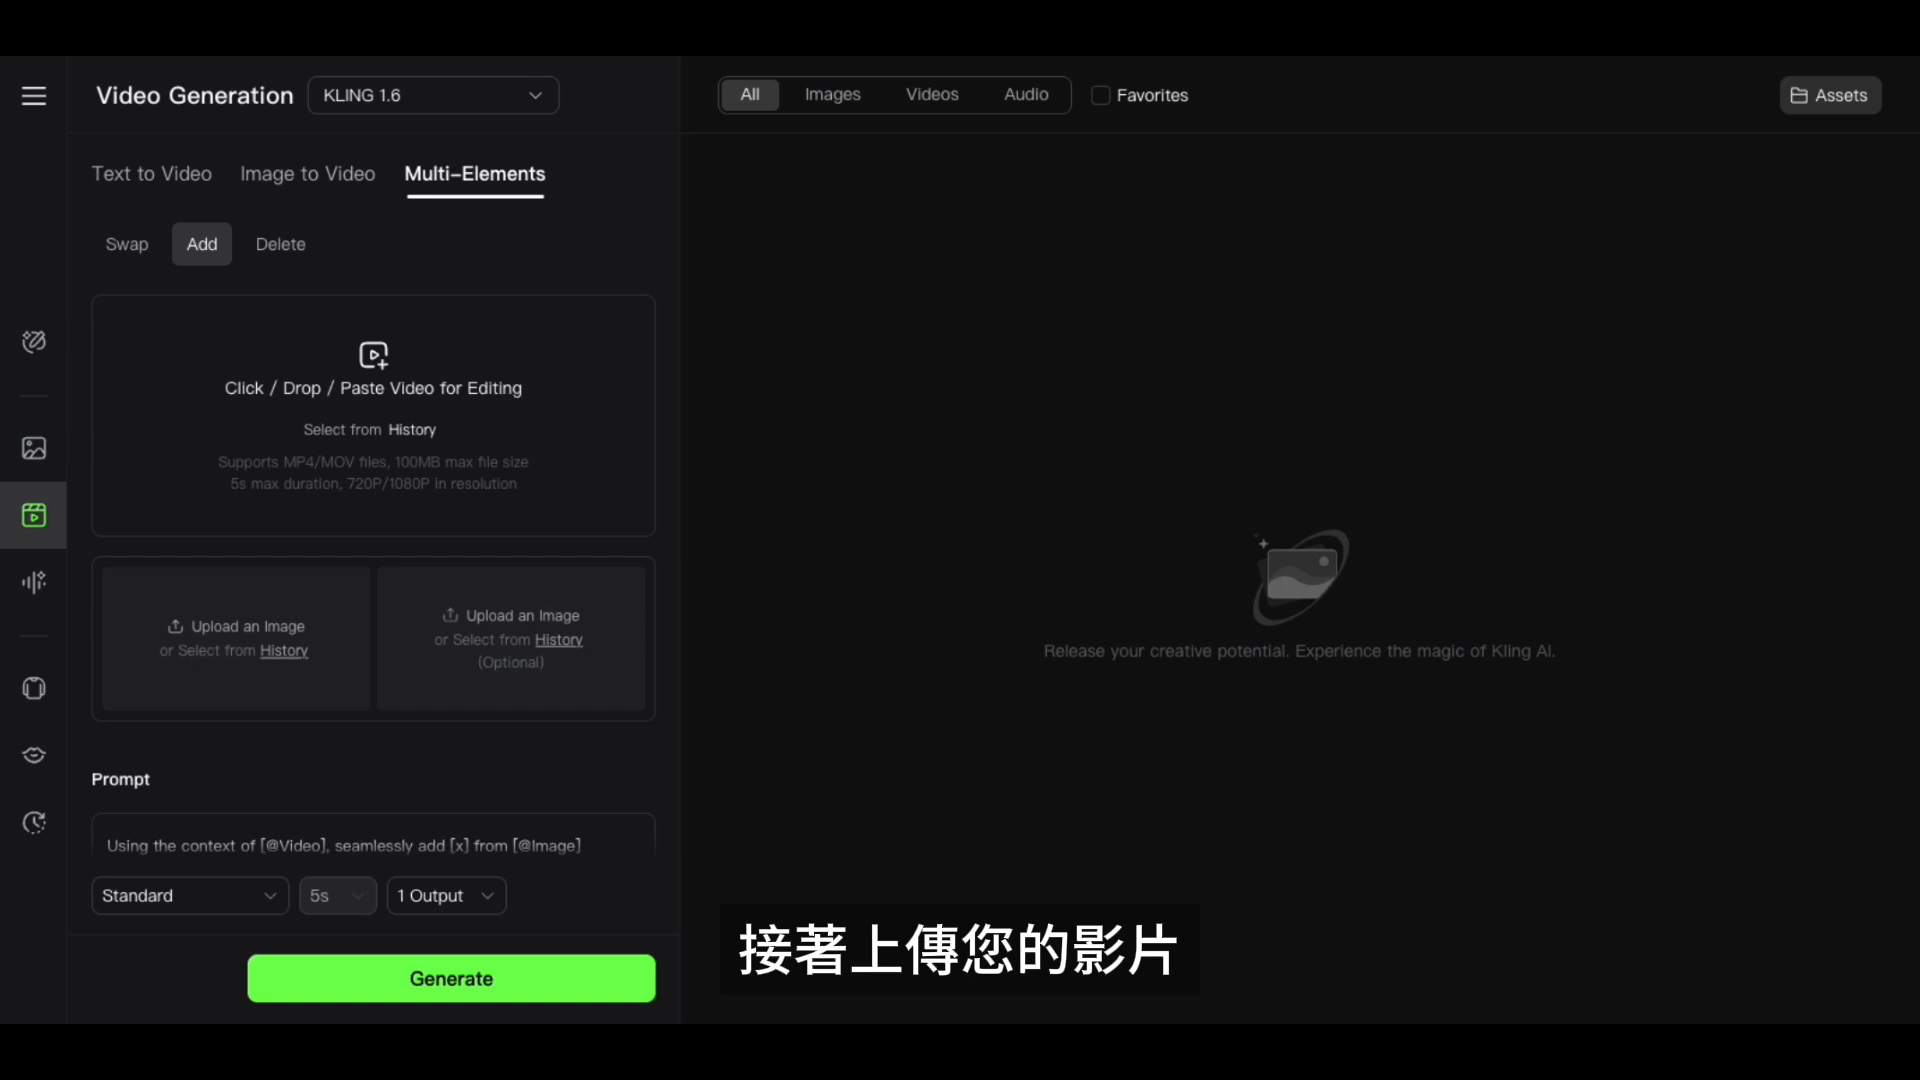 Video Generation
KLING 1.6
All
Images
Videos
Audio
Favorites
Assets
Text to Video
Image to Video
Multi-Elements
Swap
Add
Delete
Click / Drop / Paste Video for Editing
Select from History
Supports MP4/MOV files, 100MB max file size
5s max duration, 720P/1080P in resolution
Upload an Image
or Select from History
Upload an Image
or Select from History
(Optional)
Release your creative potential. Experience the magic of Kling AI.
Prompt
Using the context of [@Video], seamlessly add [x] from [@Image]
Standard
5s
1 Output
Generate
接著上傳您的影片